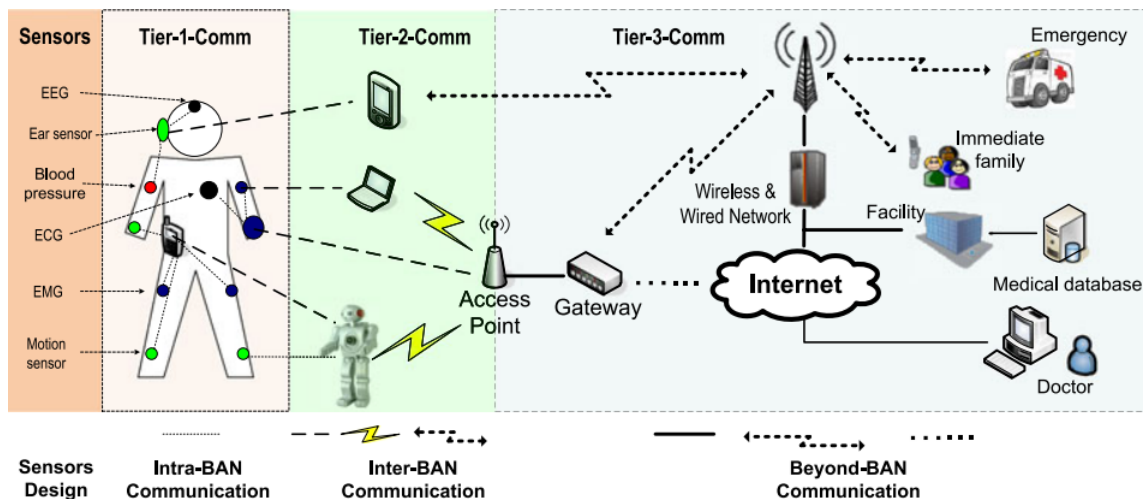 Sensors
Tier-1-Comm
Tier-2-Comm
Tier-3-Comm
Emergency
EEG
Ear sensor
Immediate
family
Blood
pressure
Wireless &
Wired Network
Facility
ECG
Internet
Medical database
Access
Point
Gateway
EMG
Motion
sensor
Doctor
Sensors
Design
Intra-BAN
Communication
Inter-BAN
Communication
Beyond-BAN
Communication